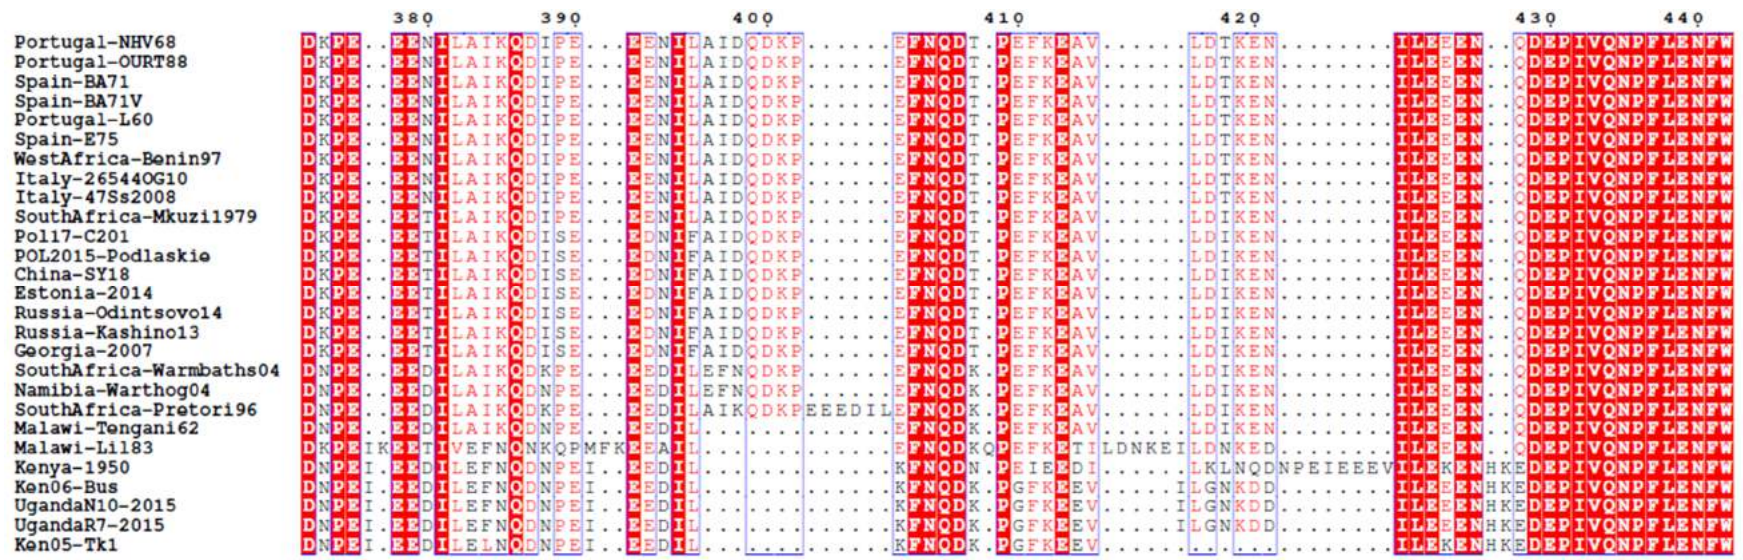 380 390 400 410 420 430 440
Portugal-NHV68 DKPE..EENILAIKQDIPE...EENILAIDQDKP......EFNQDT.PEFKEAV......LDTKEN........ILEEEN..QDEPIVQNPFLENFW
Portugal-OURT88 DKPE..EENILAIKQDIPE...EENILAIDQDKP......EFNQDT.PEFKEAV......LDTKEN........ILEEEN..QDEPIVQNPFLENFW
Spain-BA71 DKPE..EENILAIKQDIPE...EENILAIDQDKP......EFNQDT.PEFKEAV......LDTKEN........ILEEEN..QDEPIVQNPFLENFW
Spain-BA71V DKPE..EENILAIKQDIPE...EENILAIDQDKP......EFNQDT.PEFKEAV......LDTKEN........ILEEEN..QDEPIVQNPFLENFW
Portugal-L60 DKPE..EENILAIKQDIPE...EENILAIDQDKP......EFNQDT.PEFKEAV......LDTKEN........ILEEEN..QDEPIVQNPFLENFW
Spain-E75 DKPE..EENILAIKQDIPE...EENILAIDQDKP......EFNQDT.PEFKEAV......LDTKEN........ILEEEN..QDEPIVQNPFLENFW
WestAfrica-Benin97 DKPE..EENILAIKQDIPE...EENILAIDQDKP......EFNQDT.PEFKEAV......LDTKEN........ILEEEN..QDEPIVQNPFLENFW
Italy-26544OG10 DKPE..EENILAIKQDIPE...EENILAIDQDKP......EFNQDT.PEFKEAV......LDTKEN........ILEEEN..QDEPIVQNPFLENFW
Italy-47Ss2008 DKPE..EENILAIKQDIPE...EENILAIDQDKP......EFNQDT.PEFKEAV......LDTKEN........ILEEEN..QDEPIVQNPFLENFW
SouthAfrica-Mkuzi1979 DKPE..EETILAIKQDIPE...EENILAIDQDKP......EFNQDT.PEFKEAV......LDTKEN........ILEEEN..QDEPIVQNPFLENFW
Pol17-C201 DKPE..EETILAIKQDISE...EDNIFAIDQDKP......EFNQDT.PEFKEAV......LDIKEN........ILEEEN..QDEPIVQNPFLENFW
POL2015-Podlaskie DKPE..EETILAIKQDISE...EDNIFAIDQDKP......EFNQDT.PEFKEAV......LDIKEN........ILEEEN..QDEPIVQNPFLENFW
China-SY18 DKPE..EETILAIKQDISE...EDNIFAIDQDKP......EFNQDT.PEFKEAV......LDIKEN........ILEEEN..QDEPIVQNPFLENFW
Estonia-2014 DKPE..EETILAIKQDISE...EDNIFAIDQDKP......EFNQDT.PEFKEAV......LDIKEN........ILEEEN..QDEPIVQNPFLENFW
Russia-Odintsovo14 DKPE..EETILAIKQDISE...EDNIFAIDQDKP......EFNQDT.PEFKEAV......LDIKEN........ILEEEN..QDEPIVQNPFLENFW
Russia-Kashino13 DKPE..EETILAIKQDISE...EDNIFAIDQDKP......EFNQDT.PEFKEAV......LDIKEN........ILEEEN..QDEPIVQNPFLENFW
Georgia-2007 DKPE..EETILAIKQDISE...EDNIFAIDQDKP......EFNQDT.PEFKEAV......LDIKEN........ILEEEN..QDEPIVQNPFLENFW
SouthAfrica-Warmbaths04 DNPE..EEDILAIKQDKPE...EEDILEFNQDKP......EFNQDK.PEFKEAV......LDIKEN........ILEEEN..QDEPIVQNPFLENFW
Namibia-Warthog04 DNPE..EEDILAIKQDNPE...EEDILEFNQDKP......EFNQDK.PEFKEAV......LDIKEN........ILEEEN..QDEPIVQNPFLENFW
SouthAfrica-Pretori96 DNPE..EEDILAIKQDKPE...EEDILAIKQDKPEEEDILEFNQDK.PEFKEAV......LDIKEN........ILEEEN..QDEPIVQNPFLENFW
Malawi-Tengani62 DNPE..EEDILAIKQDNPE...EEDIL.............EFNQDK.PEFKEAV......LDIKEN........ILEEEN..QDEPIVQNPFLENFW
Malawi-Lil83 DKPEIKEETIVEFNQNKQPMFKEEAIL.............EFNQDKQPEFKETILDNKEILDNKED........ILEEEN..QDEPIVQNPFLENFW
Kenya-1950 DNPEI.EEDILEFNQDNPEI..EEDIL.............KFNQDN.PEIEEDI......LKLNQDNPEIEEEVILEKENHKEDEPIVQNPFLENFW
Ken06-Bus DNPEI.EEDILEFNQDNPEI..EEDIL.............KFNQDK.PGFKEEV.....ILGNKDD........ILEEENHKEDEPIVQNPFLENFW
UgandaN10-2015 DNPEI.EEDILEFNQDNPEI..EEDIL.............KFNQDK.PGFKEEV.....ILGNKDD........ILEEENHKEDEPIVQNPFLENFW
UgandaR7-2015 DNPEI.EEDILEFNQDNPEI..EEDIL.............KFNQDK.PGFKEEV.....ILGNKDD........ILEEENHKEDEPIVQNPFLENFW
Ken05-Tk1 DNPEI.EEDILELNQDNPEI..EEDIL.............KFNQDK.PGFKEEV....................ILEKENHKEDEPIVQNPFLENFW